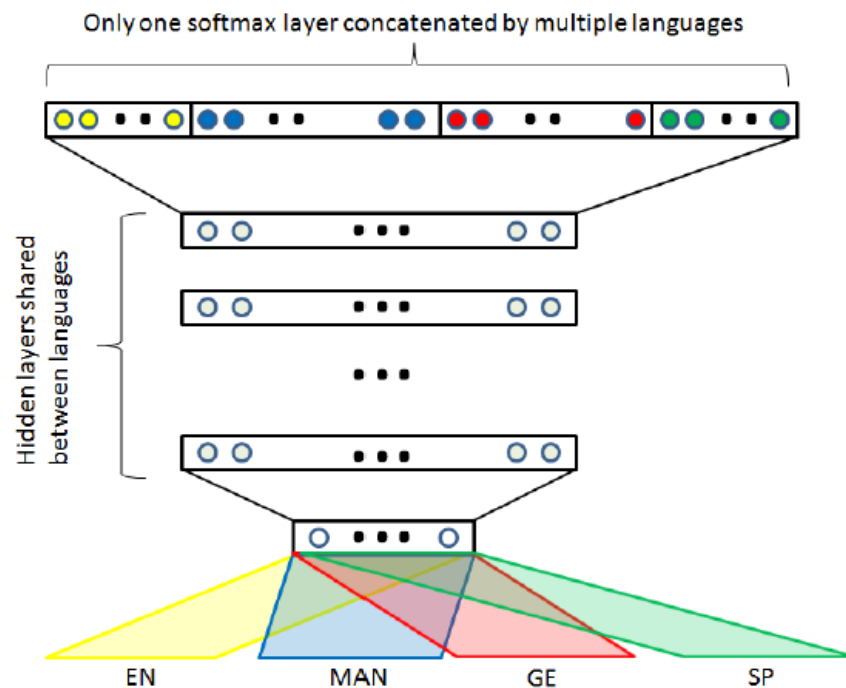 Only one softmax layer concatenated by multiple languages
Hidden layers shared
between languages
EN
MAN
GE
SP